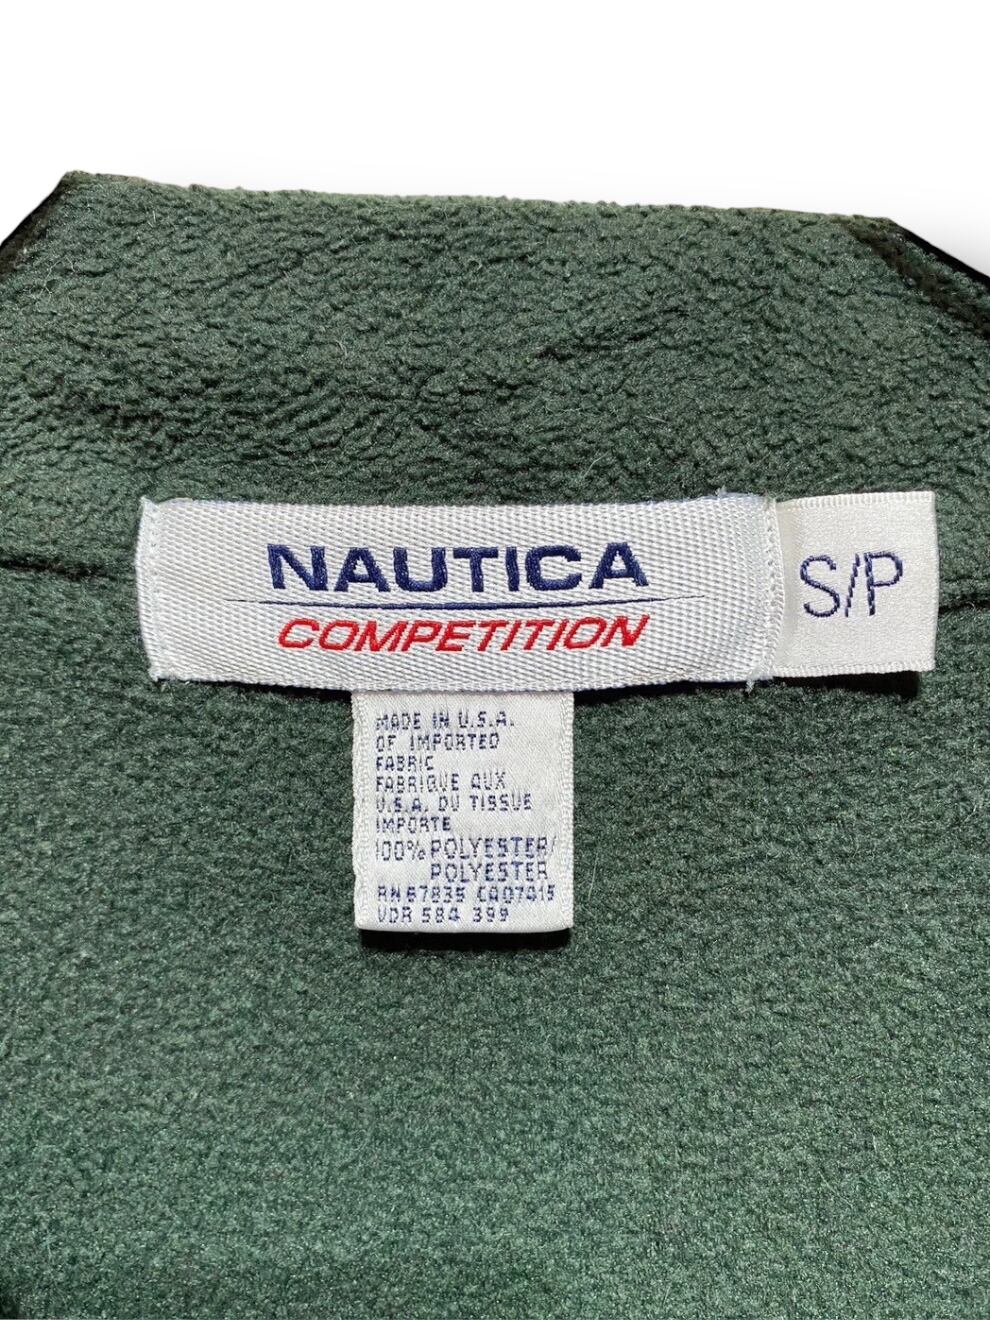 NAUTICA
COMPETITION
S/P
MADE IN U.S.A.
OF IMPORTED
FABRIC
FABRIQUE AUX
U.S.A. DU TISSUE
IMPORTE
100% POLYESTER/
POLYESTER
RN 67835 CA07415
VDR 584 399